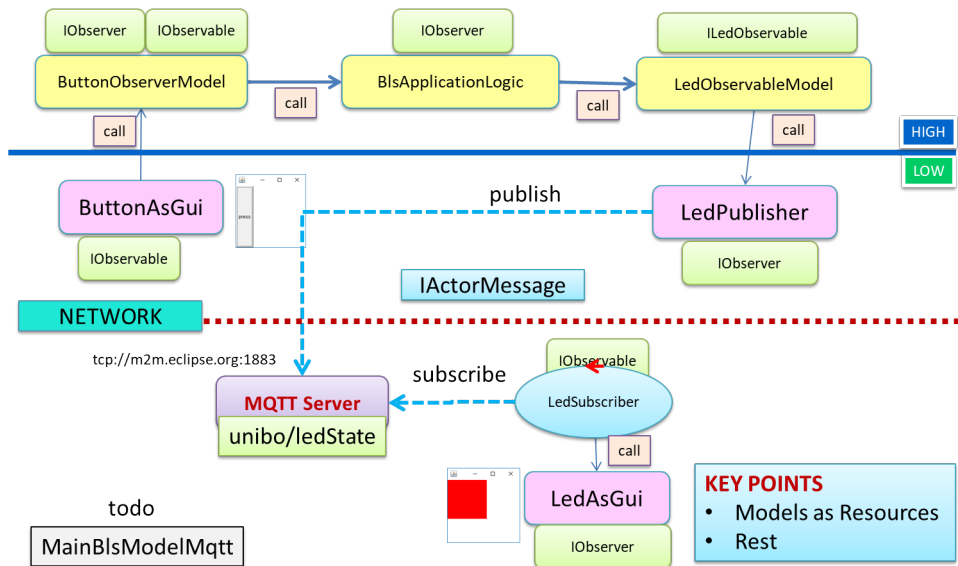 IObserver
IObservable
IObserver
ILedObservable
ButtonObserverModel
BlsApplicationLogic
LedObservableModel
call
call
call
call
HIGH
LOW
ButtonAsGui
press
publish
LedPublisher
IObservable
IObserver
IActorMessage
NETWORK
tcp://m2m.eclipse.org:1883
IObservable
subscribe
LedSubscriber
MQTT Server
unibo/ledState
call
LedAsGui
KEY POINTS
• Models as Resources
• Rest
todo
MainBlsModelMqtt
IObserver